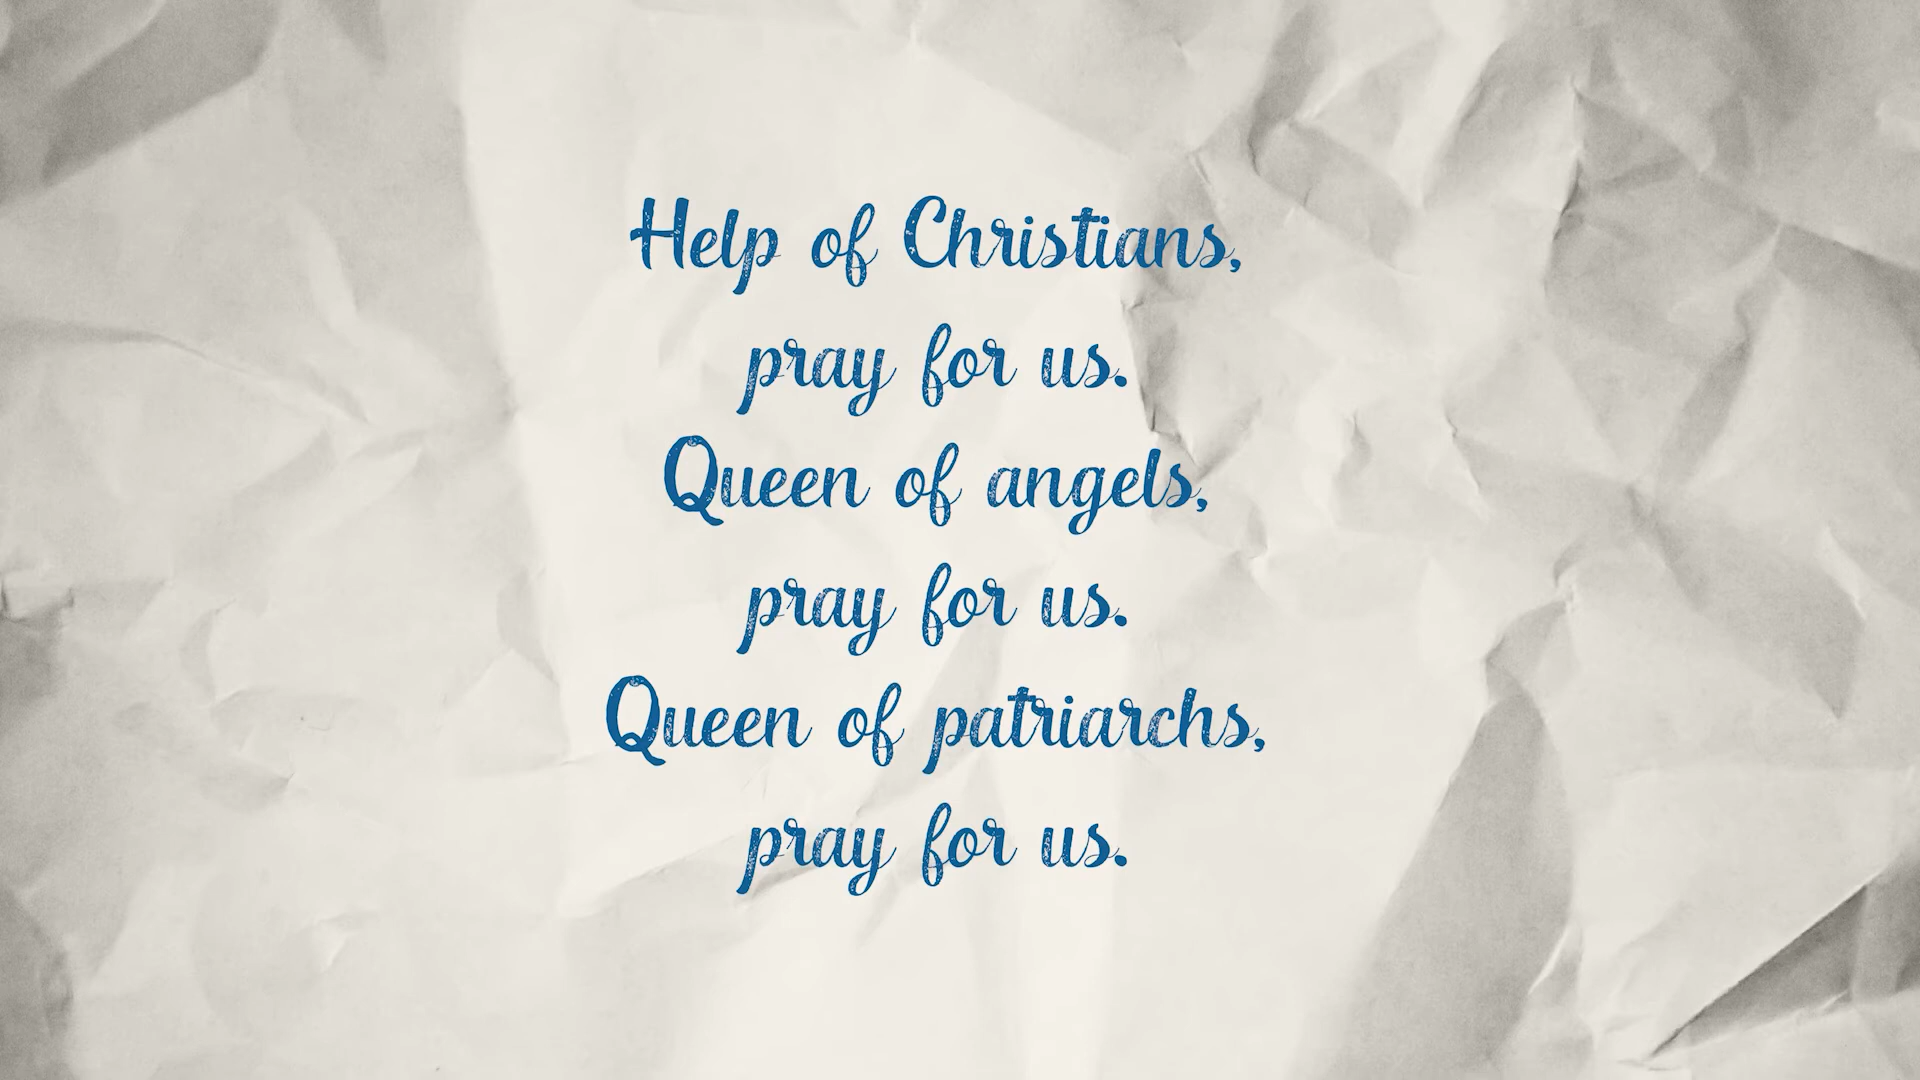 Help of Christians,
pray for us.
Queen of angels,
pray for us.
Queen of patriarchs,
pray for us.